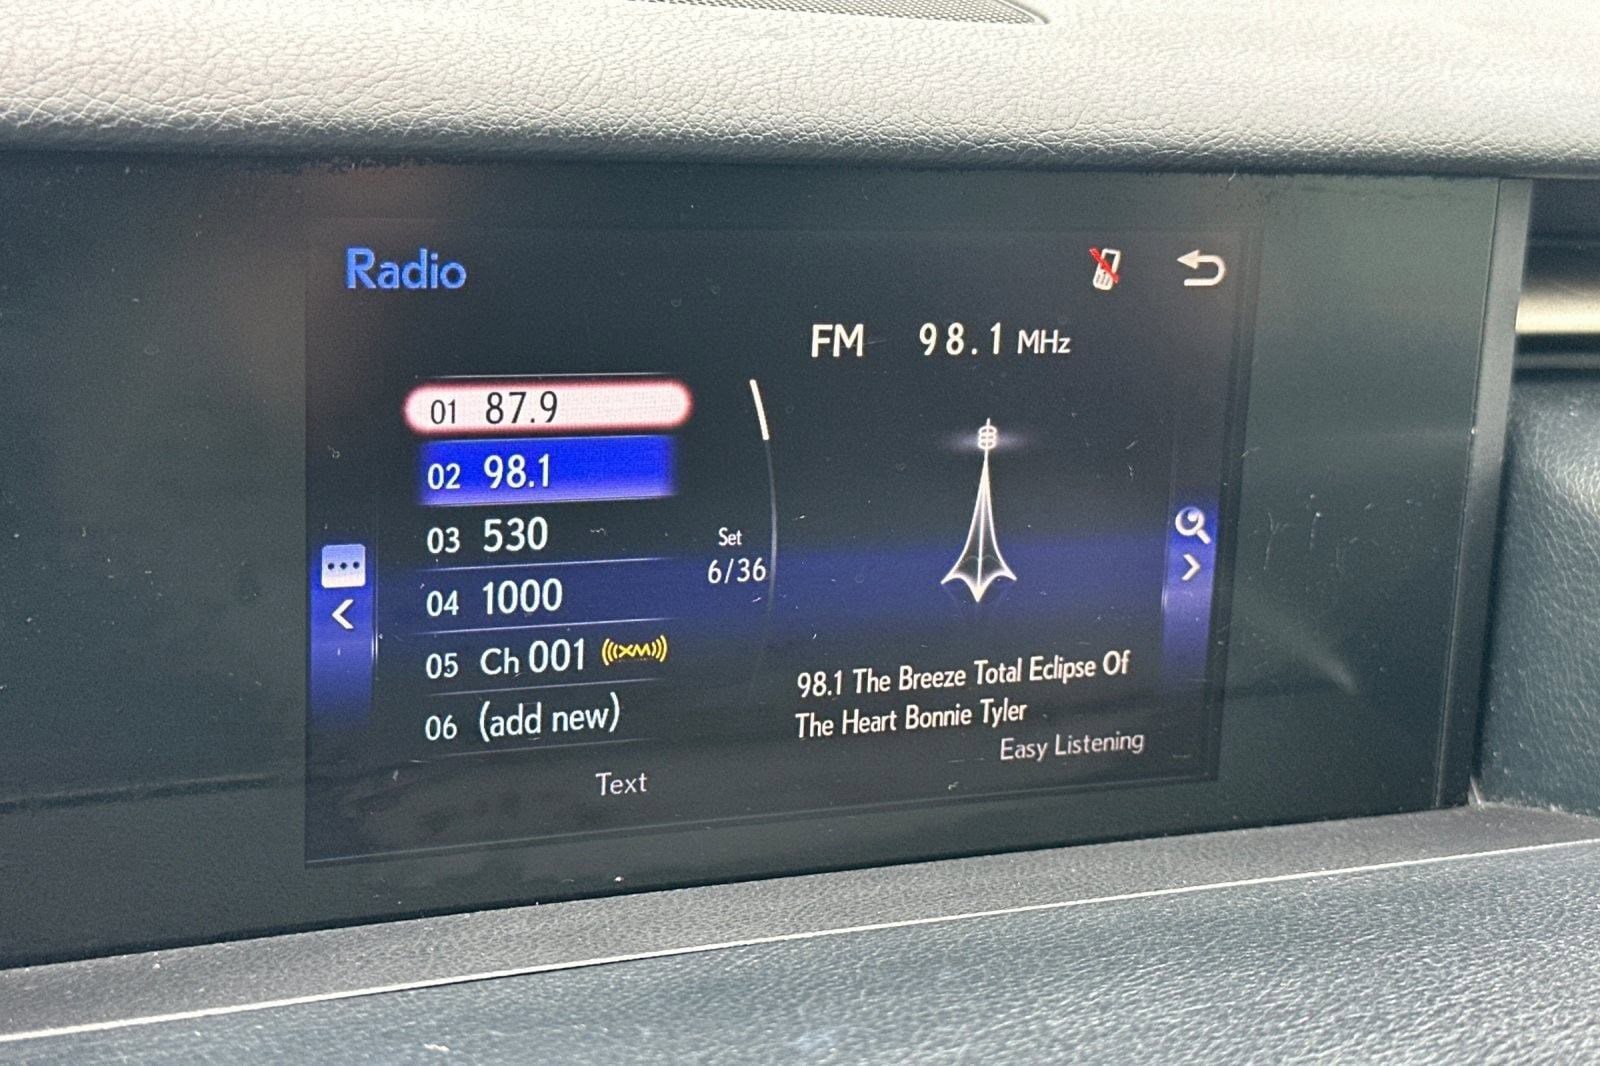 Radio
FM 98.1 MHz
01 87.9
02 98.1
03 530
04 1000
05 Ch 001 ((XM))
06 (add new)
Set
6/36
98.1 The Breeze Total Eclipse Of
The Heart Bonnie Tyler
Easy Listening
Text